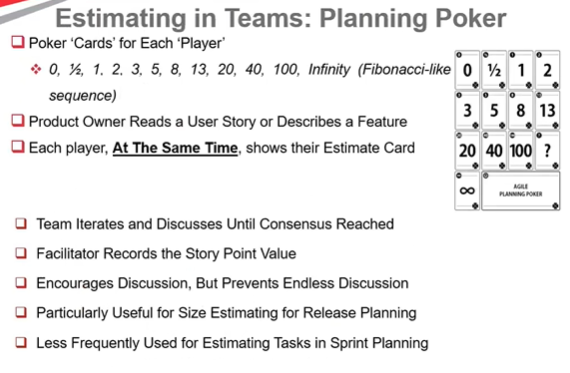 Estimating in Teams: Planning Poker
Poker ‘Cards’ for Each ‘Player’
0, ½, 1, 2, 3, 5, 8, 13, 20, 40, 100, Infinity (Fibonacci-like
sequence)
Product Owner Reads a User Story or Describes a Feature
Each player, At The Same Time, shows their Estimate Card
0 ½ 1 2
3 5 8 13
20 40 100 ?
∞ AGILE
PLANNING POKER
Team Iterates and Discusses Until Consensus Reached
Facilitator Records the Story Point Value
Encourages Discussion, But Prevents Endless Discussion
Particularly Useful for Size Estimating for Release Planning
Less Frequently Used for Estimating Tasks in Sprint Planning